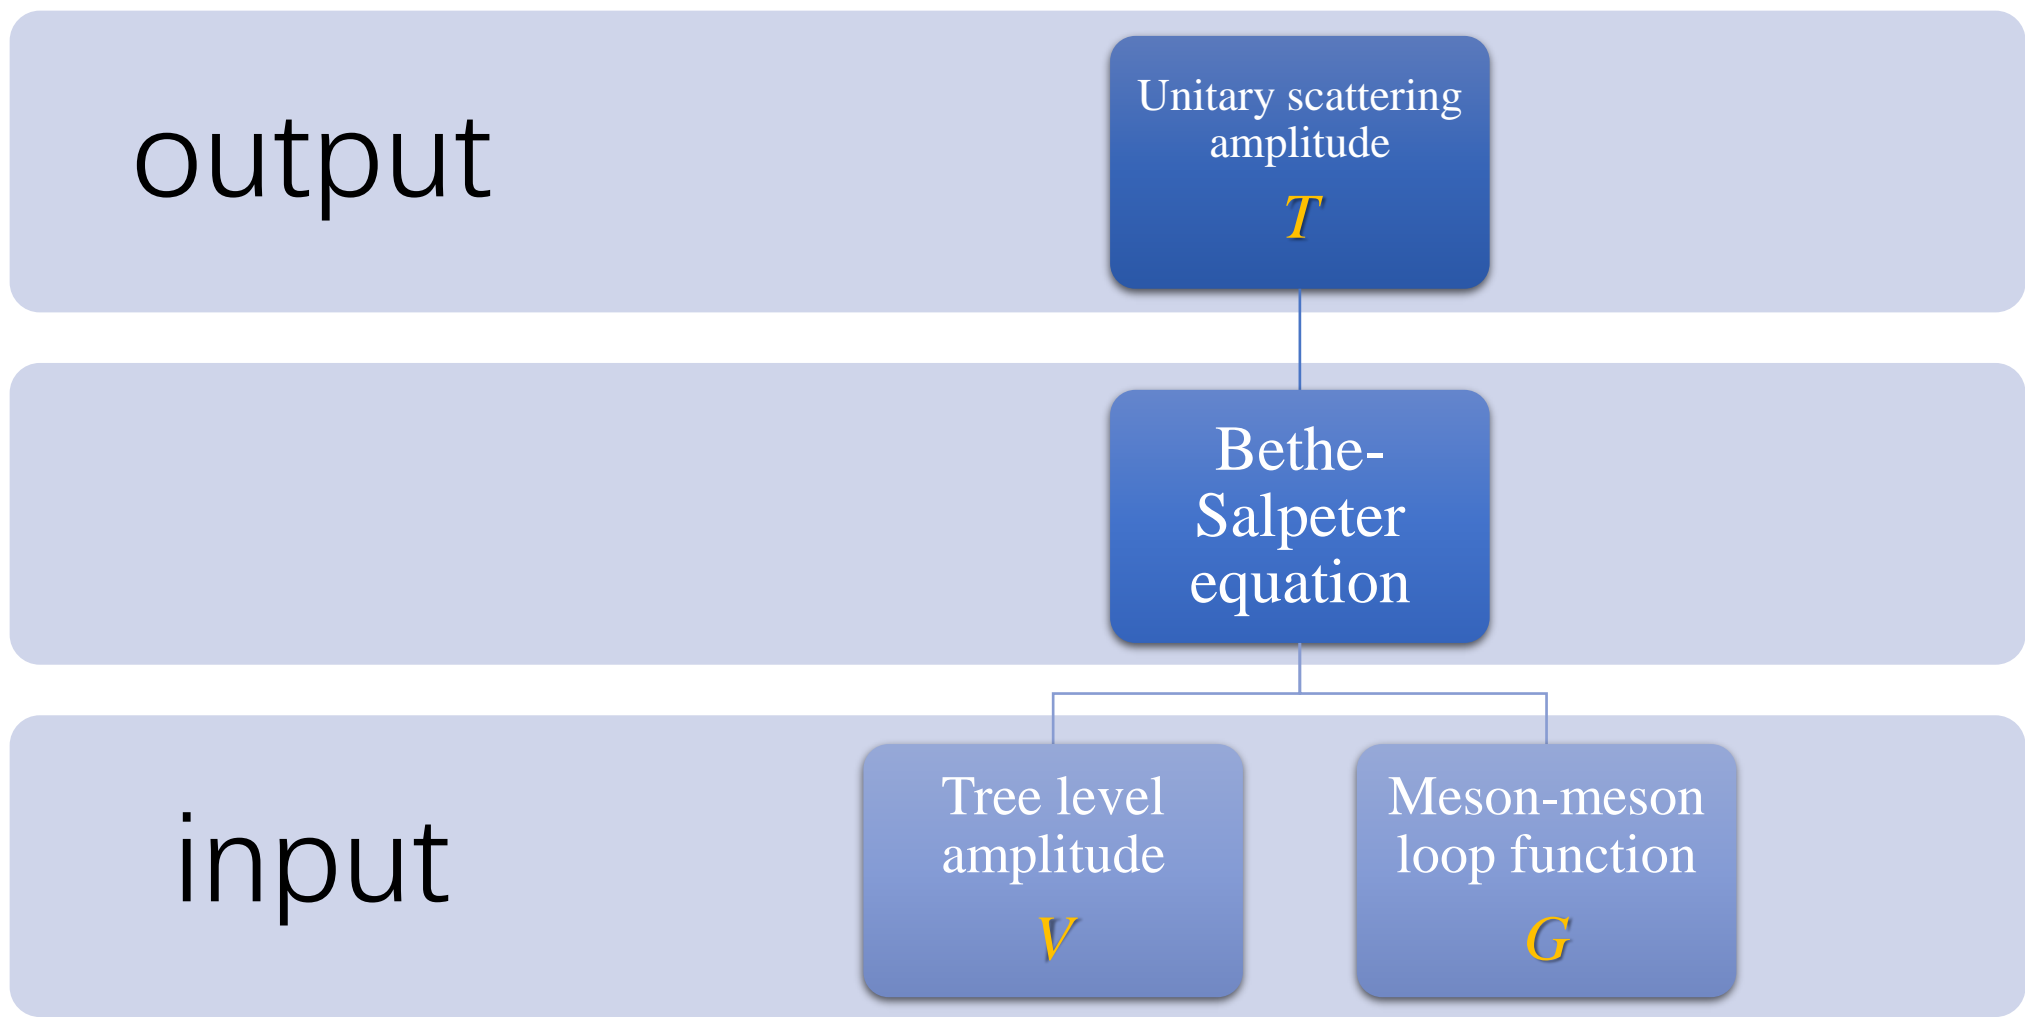 output
Unitary scattering
amplitude
T
Bethe-
Salpeter
equation
input
Tree level
amplitude
V
Meson-meson
loop function
G